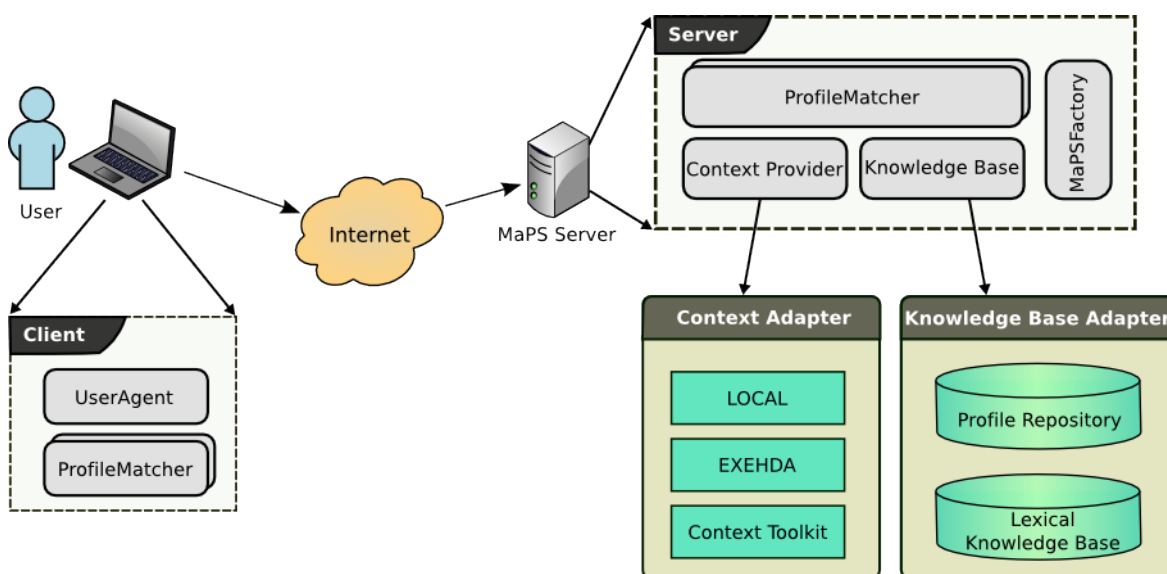 Server
ProfileMatcher
MaPSFactory
Context Provider
Knowledge Base
User
Internet
MaPS Server
Client
UserAgent
ProfileMatcher
Context Adapter
LOCAL
EXEHDA
Context Toolkit
Knowledge Base Adapter
Profile Repository
Lexical
Knowledge Base